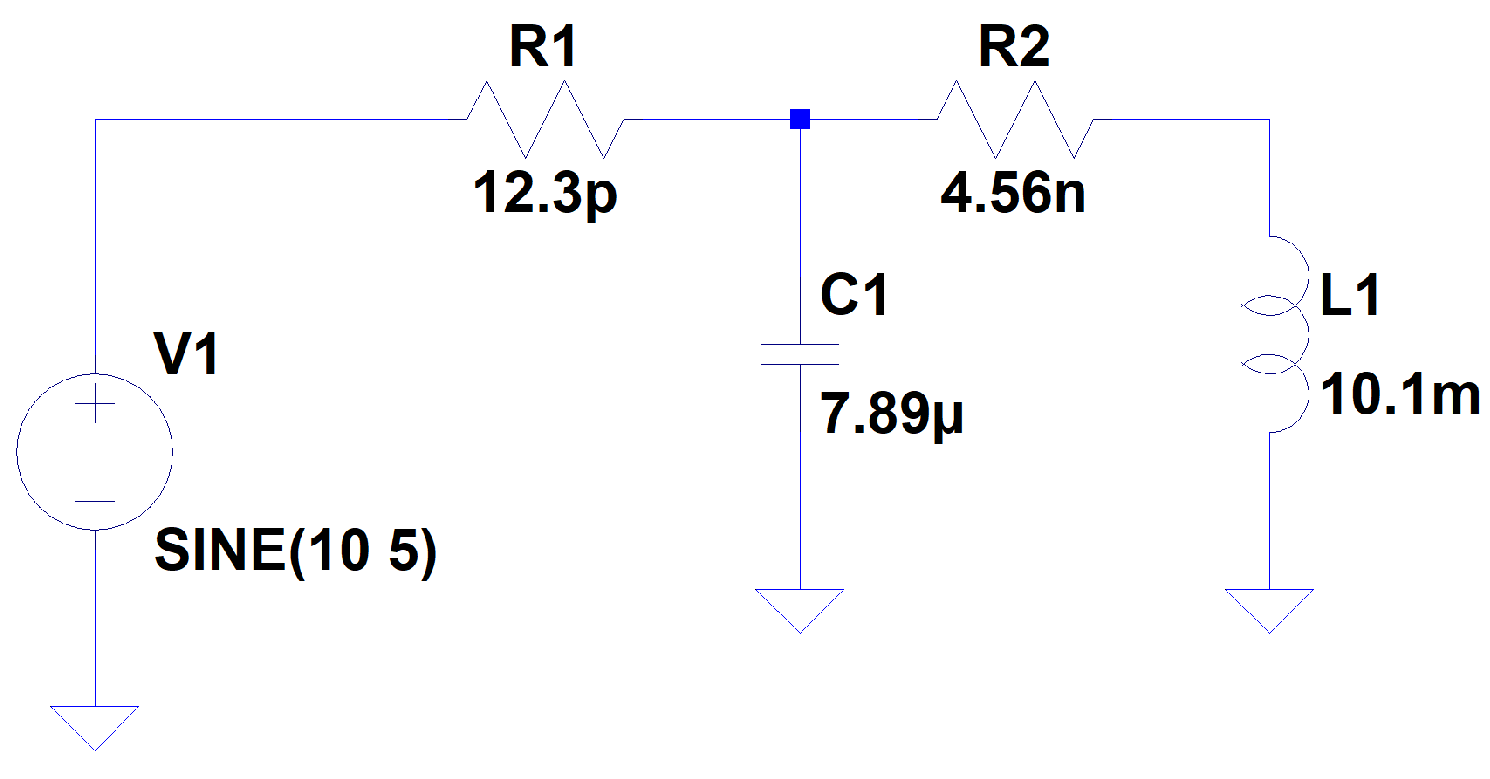 R1
R2
12.3p
4.56n
C1
L1
V1
10.1m
7.89µ
SINE(10 5)